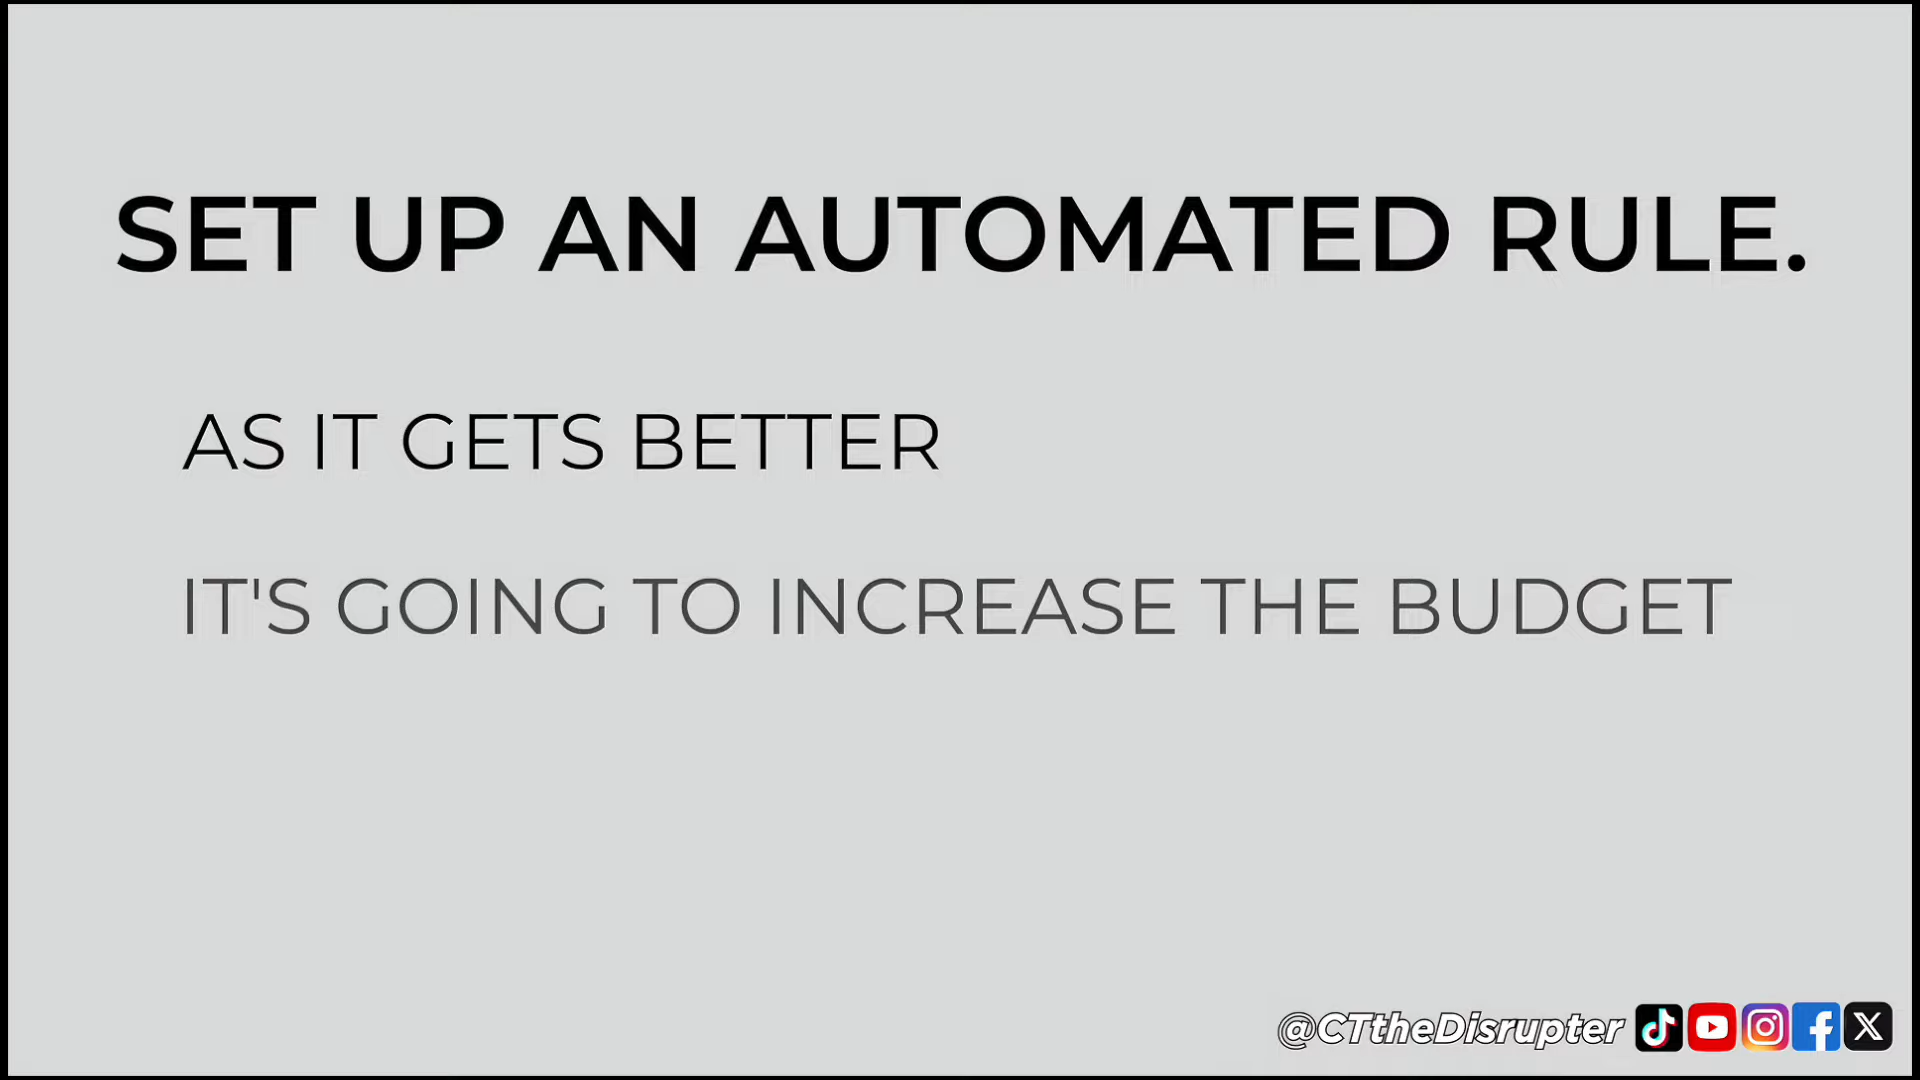 SET UP AN AUTOMATED RULE.
AS IT GETS BETTER
IT'S GOING TO INCREASE THE BUDGET
@CTtheDisrupter